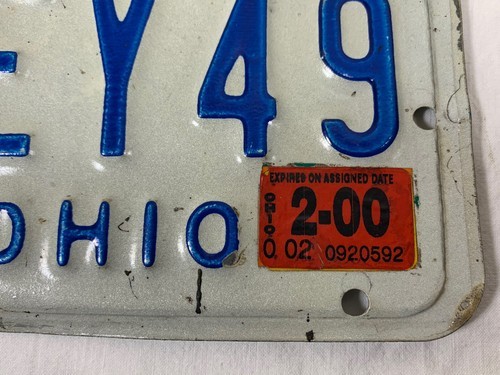 EY49
OHIO
EXPIRES ON ASSIGNED DATE
OHIO
2-00
0 02 0920592